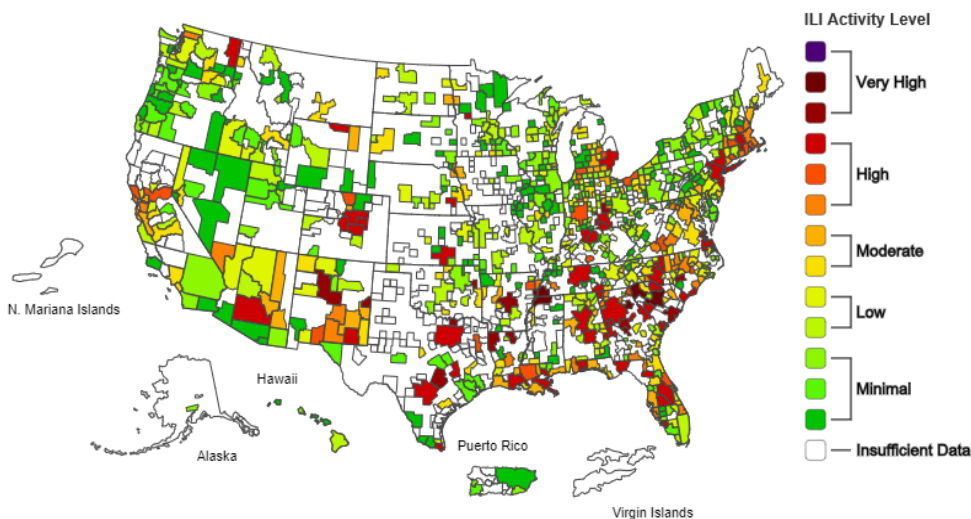 ILI Activity Level
Very High
High
Moderate
Low
Minimal
Insufficient Data
N. Mariana Islands
Hawaii
Alaska
Puerto Rico
Virgin Islands